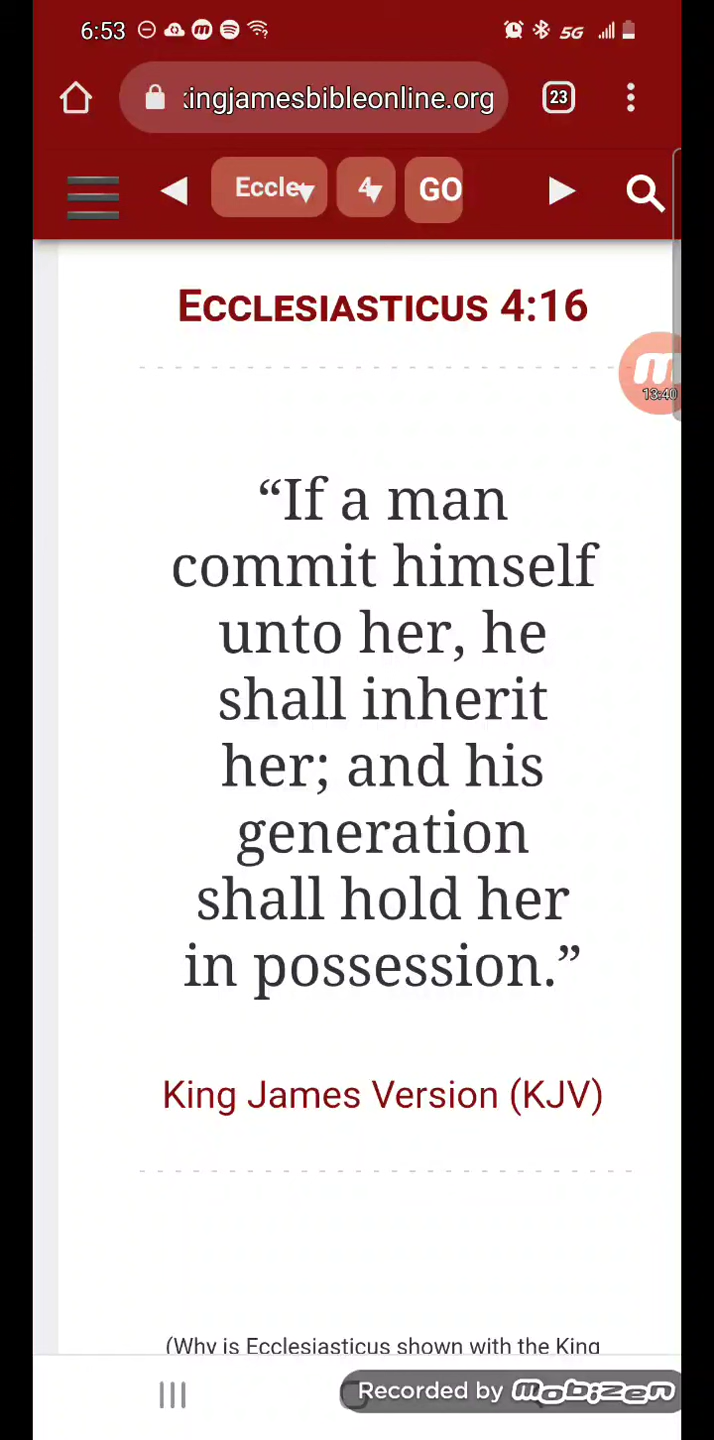 6:53 5G
ingjamesbibleonline.org 23
Eccle 4 GO
ECCLESIASTICUS 4:16
13:40
“If a man
commit himself
unto her, he
shall inherit
her; and his
generation
shall hold her
in possession.”
King James Version (KJV)
(Why is Ecclesiasticus shown with the King
Recorded by mobizen